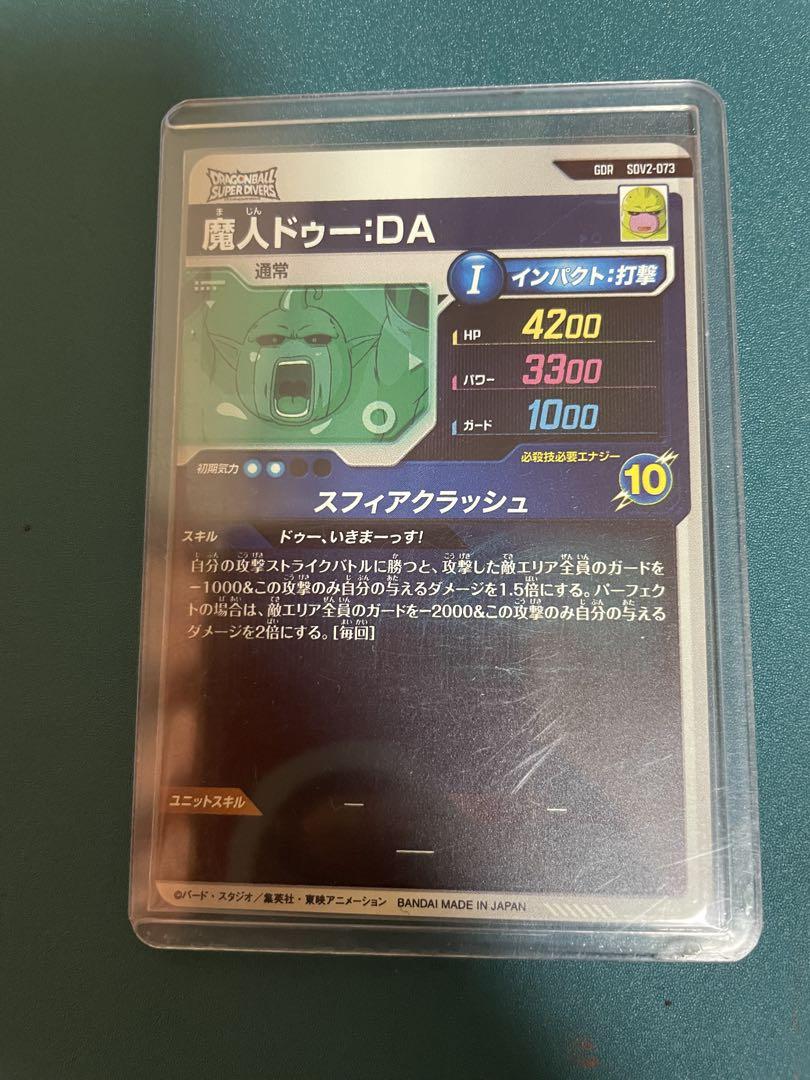 GDR SDV2-073
DRAGONBALL
SUPER DIVERS
魔人ドゥー:DA
まじん
通常
I インパクト:打撃
HP 4200
パワー 3300
ガード 1000
初期気力
必殺技必要エナジー
10
スフィアクラッシュ
スキル ドゥー、いきまーっす!
自分の攻撃ストライクバトルに勝つと、攻撃した敵エリア全員のガードを
-1000&この攻撃のみ自分の与えるダメージを1.5倍にする。パーフェク
トの場合は、敵エリア全員のガードを-2000&この攻撃のみ自分の与える
ダメージを2倍にする。[毎回]
ユニットスキル
©バード・スタジオ/集英社・東映アニメーション BANDAI MADE IN JAPAN